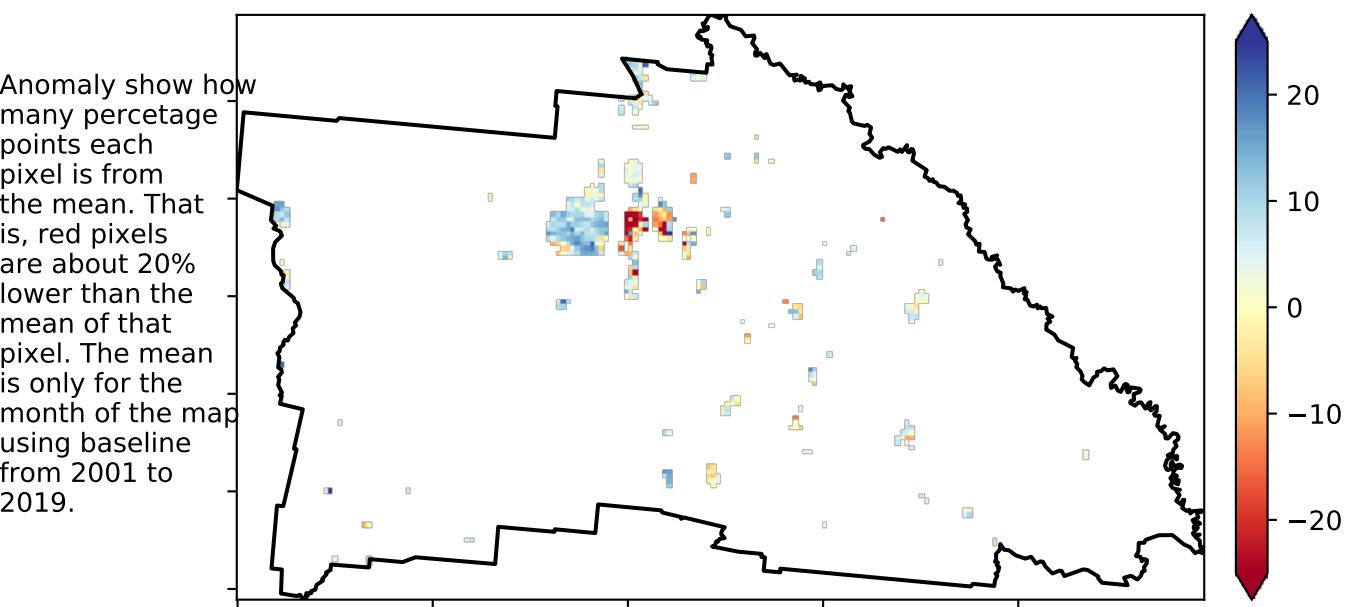 Anomaly show how
many percetage
points each
pixel is from
the mean. That
is, red pixels
are about 20%
lower than the
mean of that
pixel. The mean
is only for the
month of the map
using baseline
from 2001 to
2019.
20
10
0
−10
−20